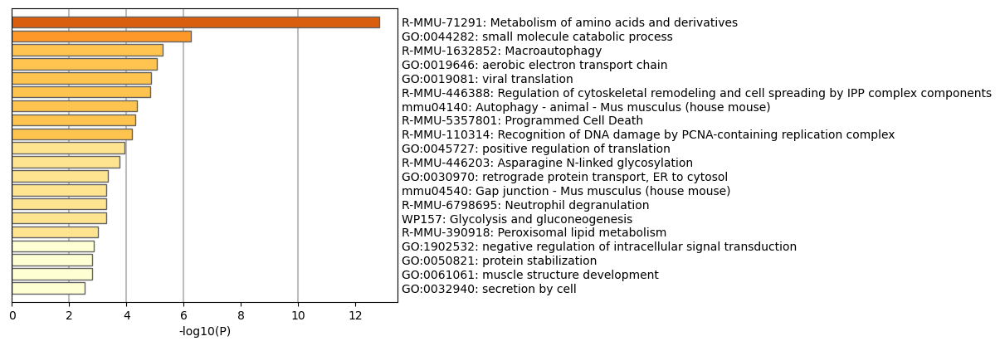 R-MMU-71291: Metabolism of amino acids and derivatives
GO:0044282: small molecule catabolic process
R-MMU-1632852: Macroautophagy
GO:0019646: aerobic electron transport chain
GO:0019081: viral translation
R-MMU-446388: Regulation of cytoskeletal remodeling and cell spreading by IPP complex components
mmu04140: Autophagy - animal - Mus musculus (house mouse)
R-MMU-5357801: Programmed Cell Death
R-MMU-110314: Recognition of DNA damage by PCNA-containing replication complex
GO:0045727: positive regulation of translation
R-MMU-446203: Asparagine N-linked glycosylation
GO:0030970: retrograde protein transport, ER to cytosol
mmu04540: Gap junction - Mus musculus (house mouse)
R-MMU-6798695: Neutrophil degranulation
WP157: Glycolysis and gluconeogenesis
R-MMU-390918: Peroxisomal lipid metabolism
GO:1902532: negative regulation of intracellular signal transduction
GO:0050821: protein stabilization
GO:0061061: muscle structure development
GO:0032940: secretion by cell
0 2 4 6 8 10 12
-log10(P)